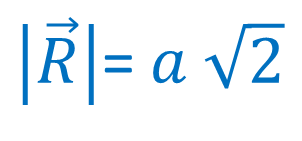 |R⃗| = a √2